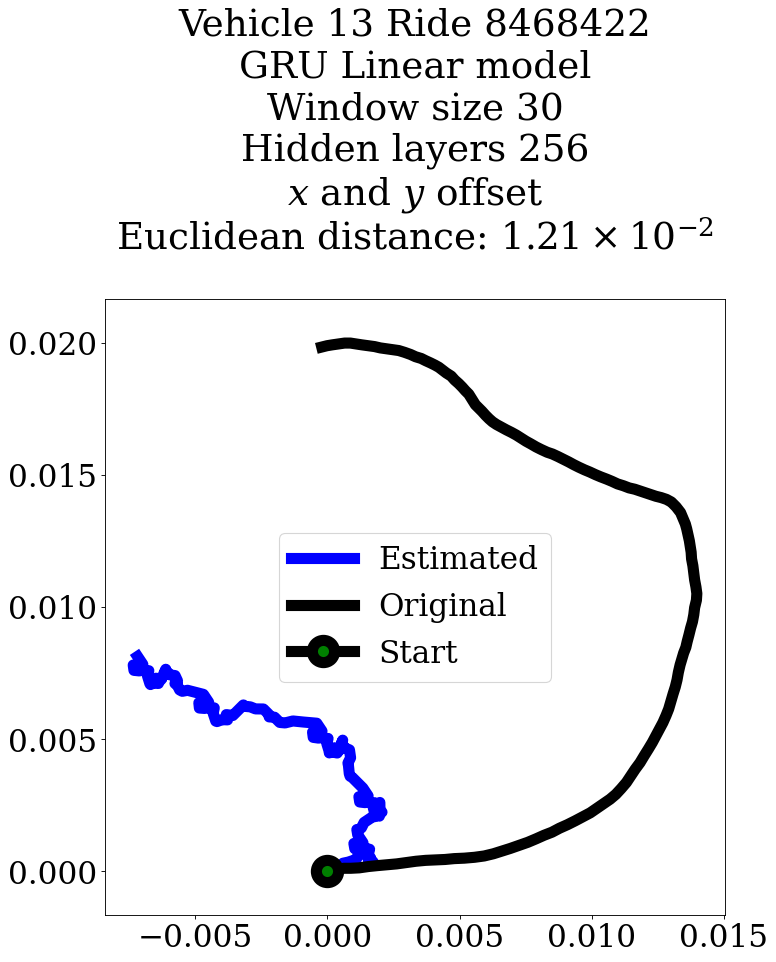 Vehicle 13 Ride 8468422
GRU Linear model
Window size 30
Hidden layers 256
x and y offset
Euclidean distance: 1.21 × 10⁻²
0.020
0.015
0.010
0.005
0.000
Estimated
Original
Start
−0.005 0.000 0.005 0.010 0.015